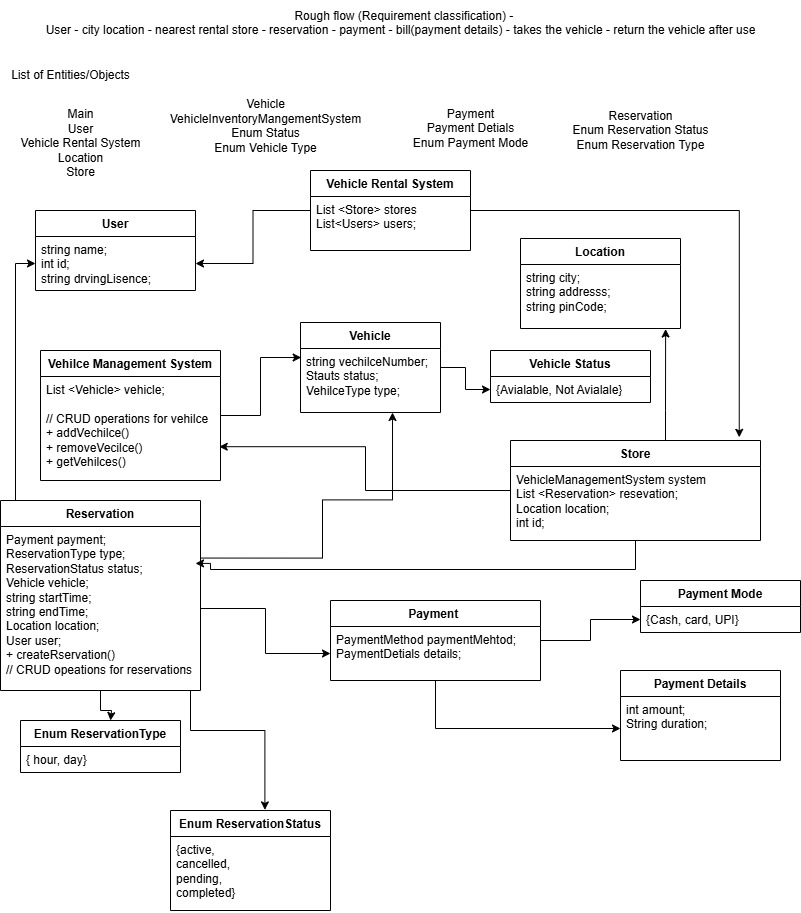 Rough flow (Requirement classification) -
User - city location - nearest rental store - reservation - payment - bill(payment details) - takes the vehicle - return the vehicle after use
List of Entities/Objects
Main
User
Vehicle Rental System
Location
Store
Vehicle
VehicleInventoryMangementSystem
Enum Status
Enum Vehicle Type
Payment
Payment Detials
Enum Payment Mode
Reservation
Enum Reservation Status
Enum Reservation Type
Vehicle Rental System
List <Store> stores
List<Users> users;
User
string name;
int id;
string drvingLisence;
Location
string city;
string addresss;
string pinCode;
Vehicle
string vechilceNumber;
Stauts status;
VehilceType type;
Vehicle Status
{Avialable, Not Avialale}
Vehilce Management System
List <Vehicle> vehicle;
// CRUD operations for vehilce
+ addVechilce()
+ removeVecilce()
+ getVehilces()
Store
VehicleManagementSystem system
List <Reservation> resevation;
Location location;
int id;
Reservation
Payment payment;
ReservationType type;
ReservationStatus status;
Vehicle vehicle;
string startTime;
string endTime;
Location location;
User user;
+ createRservation()
// CRUD opeations for reservations
Payment
PaymentMethod paymentMehtod;
PaymentDetials details;
Payment Mode
{Cash, card, UPI}
Payment Details
int amount;
String duration;
Enum ReservationType
{ hour, day}
Enum ReservationStatus
{active,
cancelled,
pending,
completed}